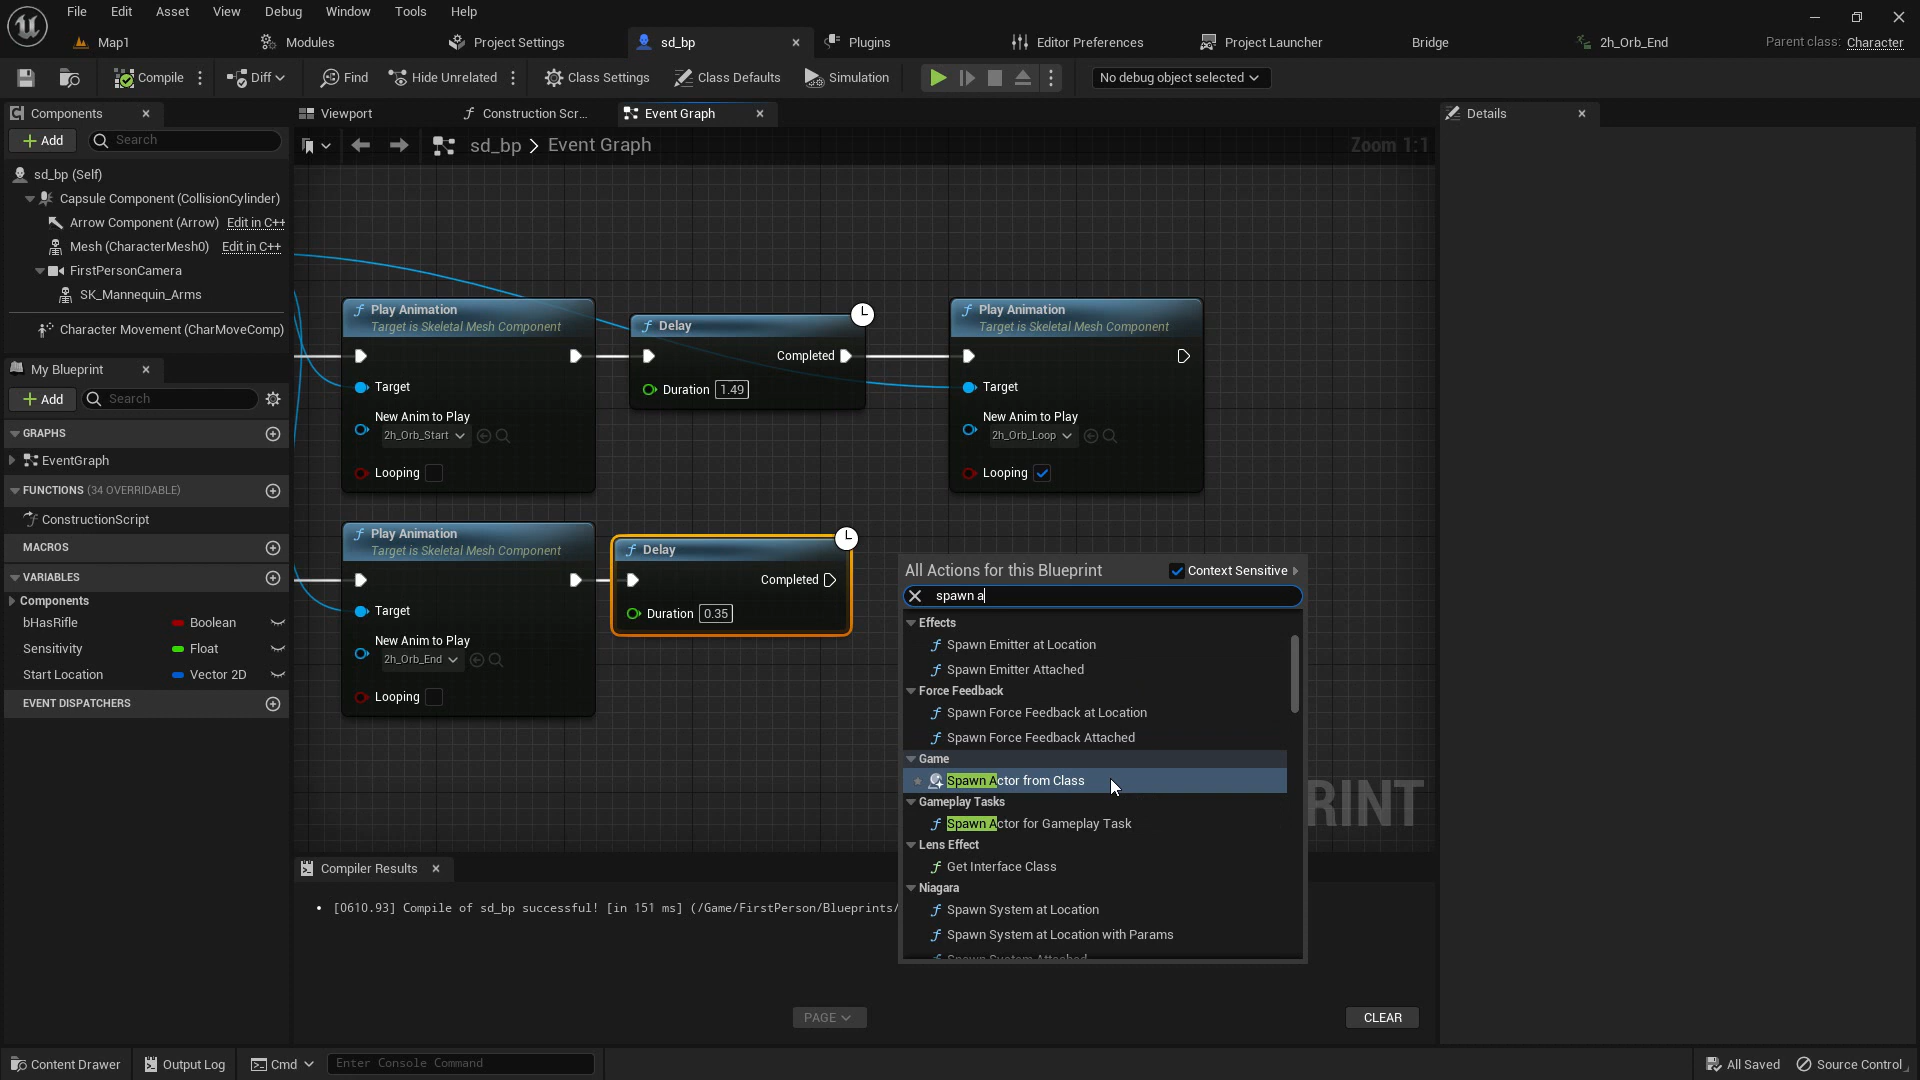 File Edit Asset View Debug Window Tools Help
Map1 Modules Project Settings sd_bp Plugins Editor Preferences Project Launcher Bridge 2h_Orb_End Parent class: Character
Compile Diff Find Hide Unrelated Class Settings Class Defaults Simulation No debug object selected
Components
Add Search
sd_bp (Self)
Capsule Component (CollisionCylinder)
Arrow Component (Arrow) Edit in C++
Mesh (CharacterMesh0) Edit in C++
FirstPersonCamera
SK_Mannequin_Arms
Character Movement (CharMoveComp)
My Blueprint
Add Search
GRAPHS
EventGraph
FUNCTIONS (34 OVERRIDABLE)
ConstructionScript
MACROS
VARIABLES
Components
bHasRifle Boolean
Sensitivity Float
Start Location Vector 2D
EVENT DISPATCHERS
Viewport Construction Scr... Event Graph
sd_bp > Event Graph Zoom 1:1
Play Animation
Target is Skeletal Mesh Component
Target
New Anim to Play
2h_Orb_Start
Looping
Delay
Completed
Duration 1.49
Play Animation
Target is Skeletal Mesh Component
Target
New Anim to Play
2h_Orb_Loop
Looping
Play Animation
Target is Skeletal Mesh Component
Target
New Anim to Play
2h_Orb_End
Looping
Delay
Completed
Duration 0.35
All Actions for this Blueprint Context Sensitive
spawn a
Effects
Spawn Emitter at Location
Spawn Emitter Attached
Force Feedback
Spawn Force Feedback at Location
Spawn Force Feedback Attached
Game
Spawn Actor from Class
Gameplay Tasks
Spawn Actor for Gameplay Task
Lens Effect
Get Interface Class
Niagara
Spawn System at Location
Spawn System at Location with Params
Spawn System Attached
RINT
Compiler Results
[0610.93] Compile of sd_bp successful! [in 151 ms] (/Game/FirstPerson/Blueprints/
PAGE CLEAR
Details
Content Drawer Output Log Cmd Enter Console Command All Saved Source Control